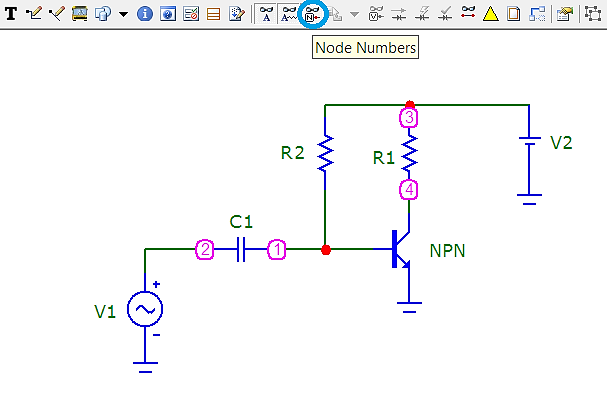 T A A N V
Node Numbers
3
R2 R1 V2
4
C1
2 1 NPN
V1 +
-